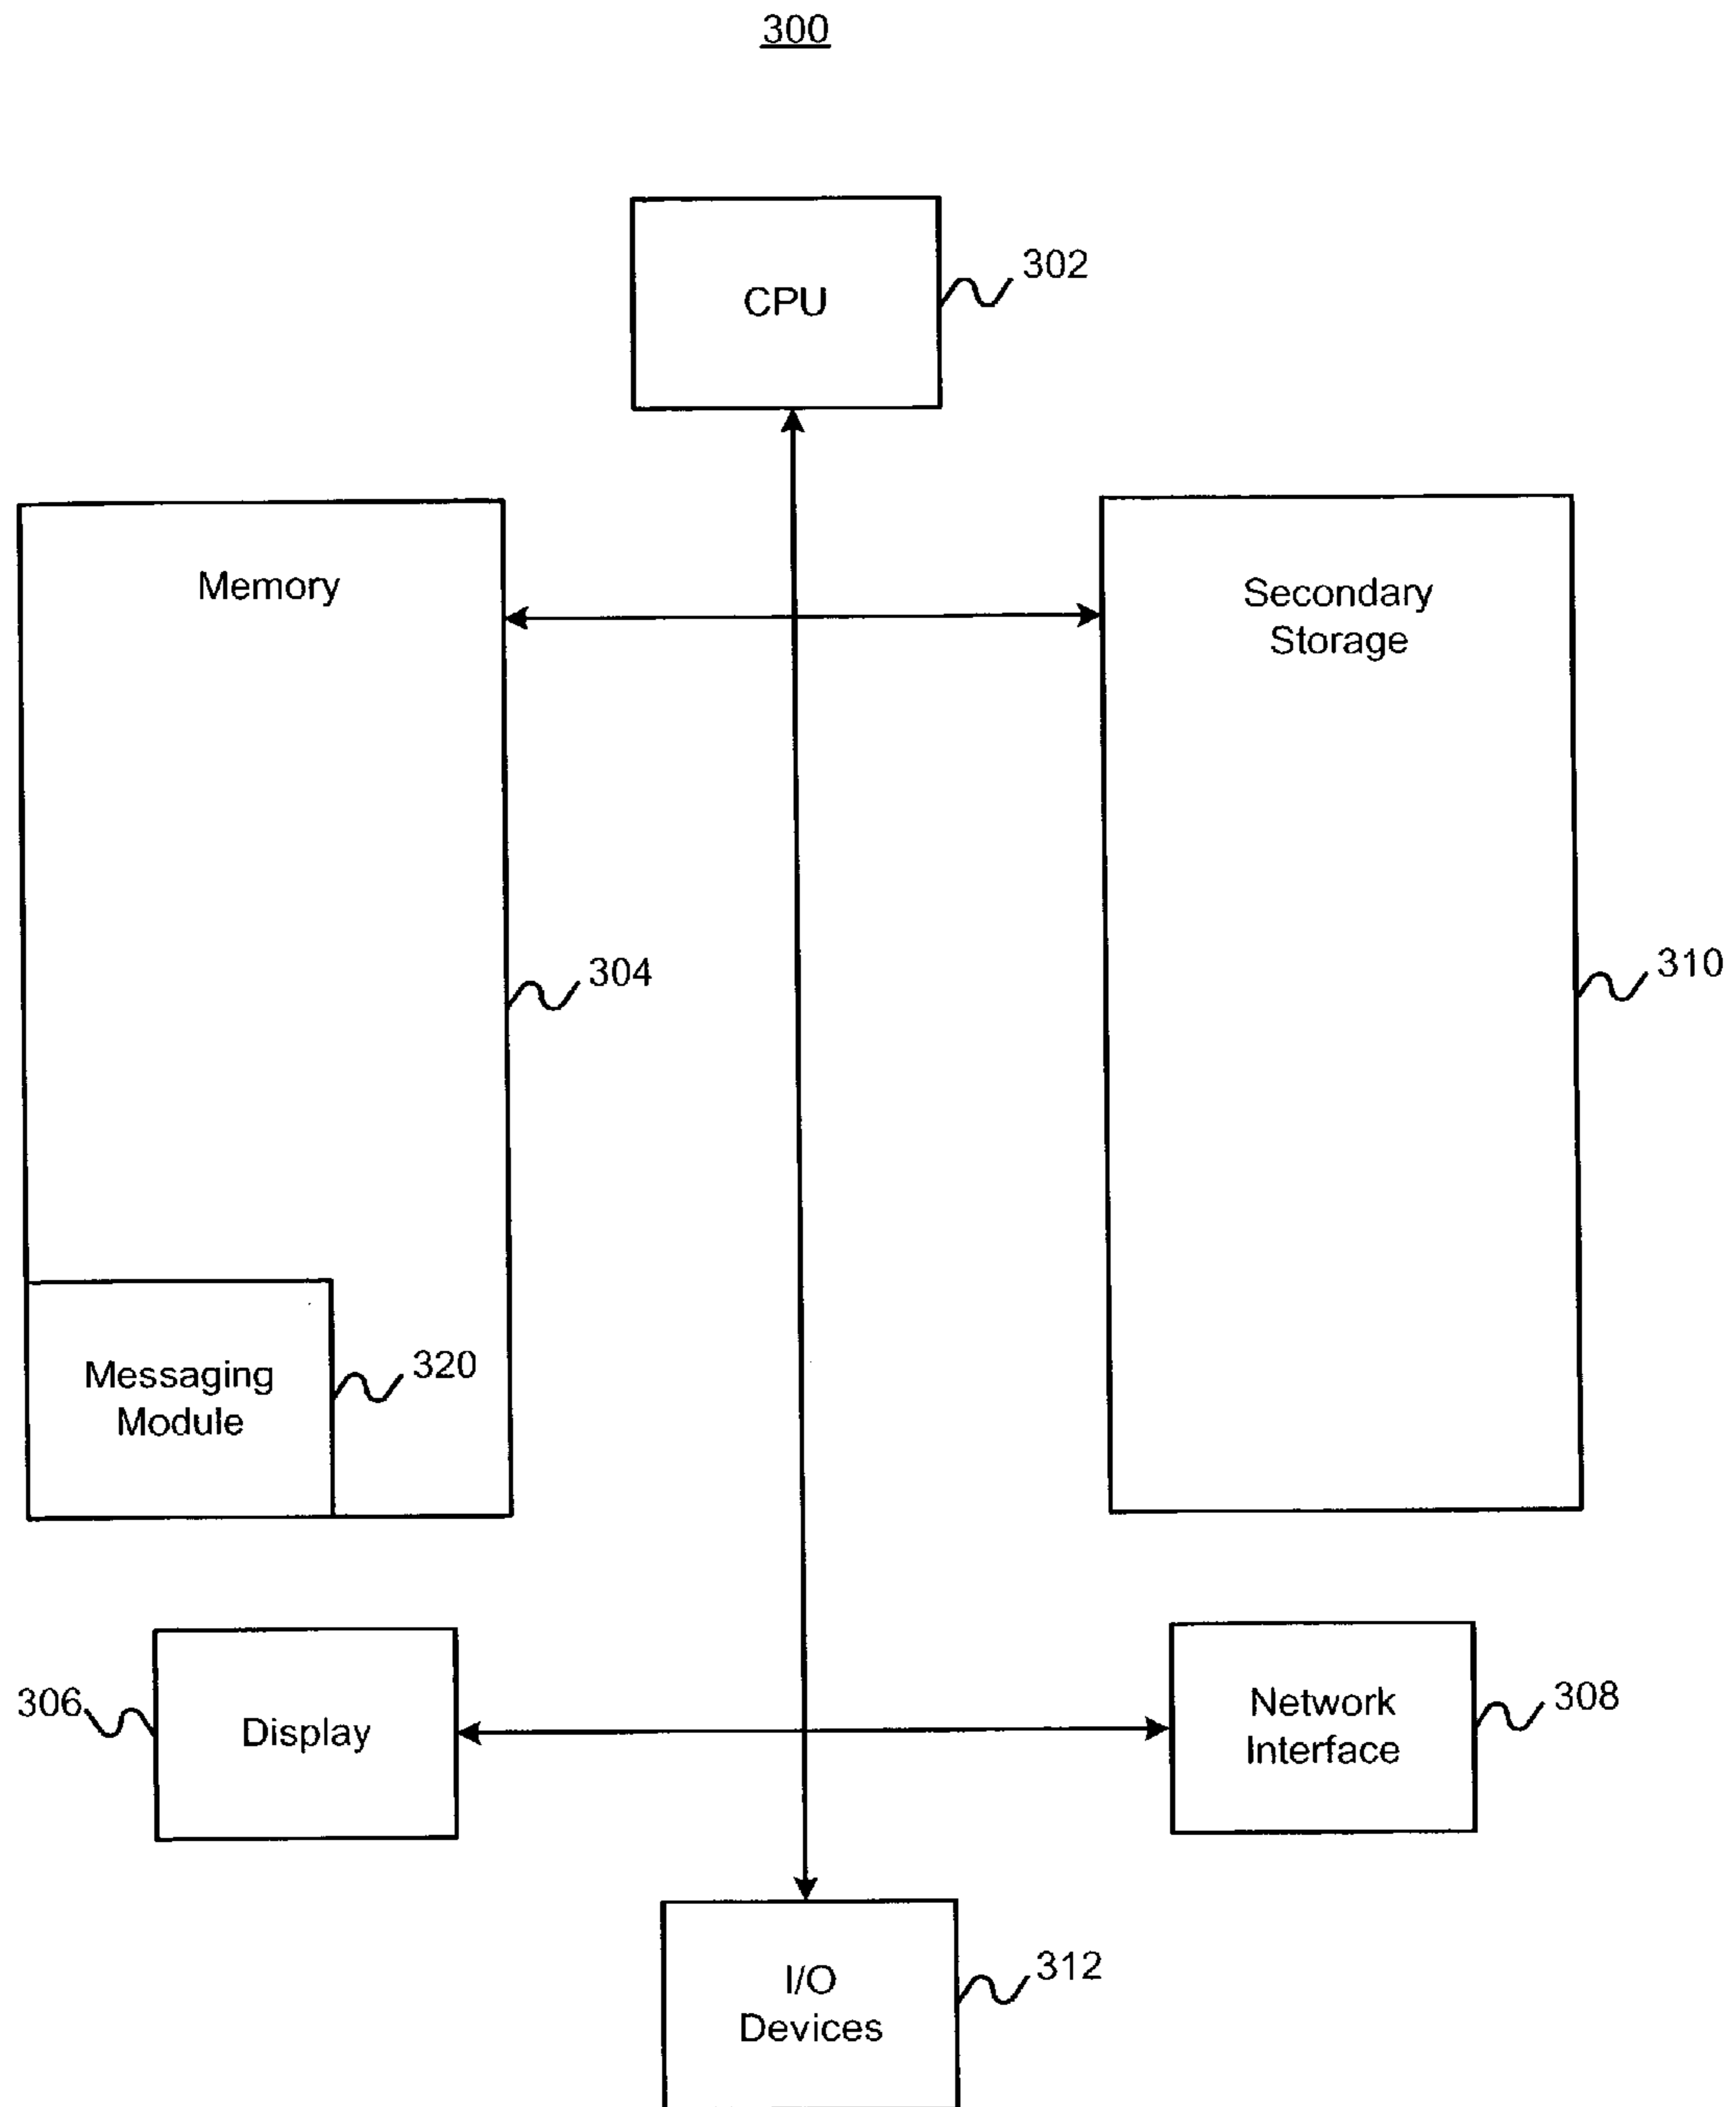 300
CPU
302
Memory
Secondary
Storage
304
310
Messaging
Module
320
306
Display
Network
Interface
308
I/O
Devices
312